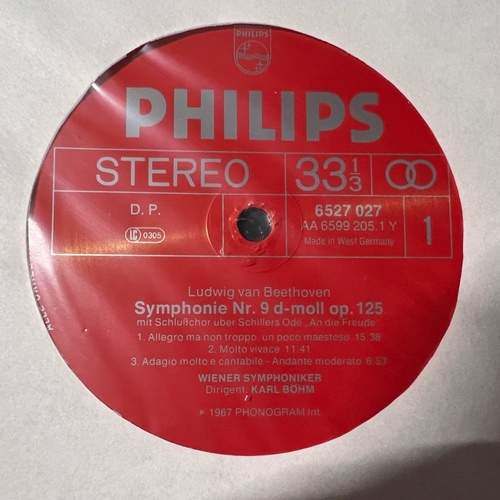 PHILIPS
PHILIPS
STEREO
33 1/3
D. P.
LC 0305
6527 027
AA 6599 205.1 Y
Made in West Germany
1
Ludwig van Beethoven
Symphonie Nr. 9 d-moll op. 125
mit Schlußchor über Schillers Ode „An die Freude“
1. Allegro ma non troppo, un poco maestoso 15:38
2. Molto vivace 11:41
3. Adagio molto e cantabile - Andante moderato
WIENER SYMPHONIKER
Dirigent: KARL BÖHM
℗ 1967 PHONOGRAM Int.